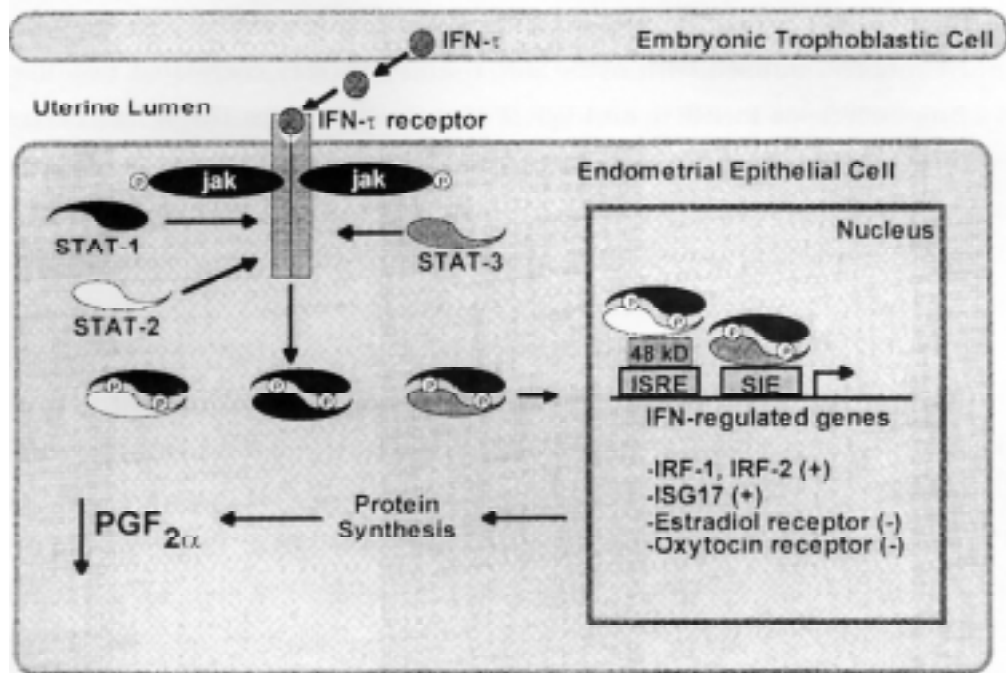 IFN-τ
Embryonic Trophoblastic Cell
Uterine Lumen
IFN-τ receptor
Endometrial Epithelial Cell
P jak jak P
STAT-1
STAT-3
STAT-2
Nucleus
P P
P P
48 kD
ISRE SIE
P P P P P P
IFN-regulated genes
-IRF-1, IRF-2 (+)
-ISG17 (+)
-Estradiol receptor (-)
-Oxytocin receptor (-)
Protein
Synthesis
PGF2α